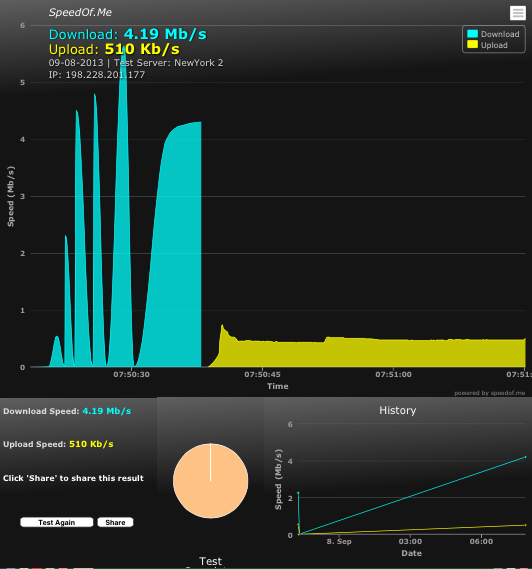 SpeedOf.Me
Download: 4.19 Mb/s
Upload: 510 Kb/s
09-08-2013 | Test Server: NewYork 2
IP: 198.228.201.177
Download
Upload
6
5
4
3
2
1
0
Speed (Mb/s)
07:50:30
07:50:45
07:51:00
07:51:
Time
powered by speedof.me
Download Speed: 4.19 Mb/s
Upload Speed: 510 Kb/s
Click 'Share' to share this result
Test Again
Share
Test
History
6
4
2
0
Speed (Mb/s)
8. Sep
03:00
06:00
Date